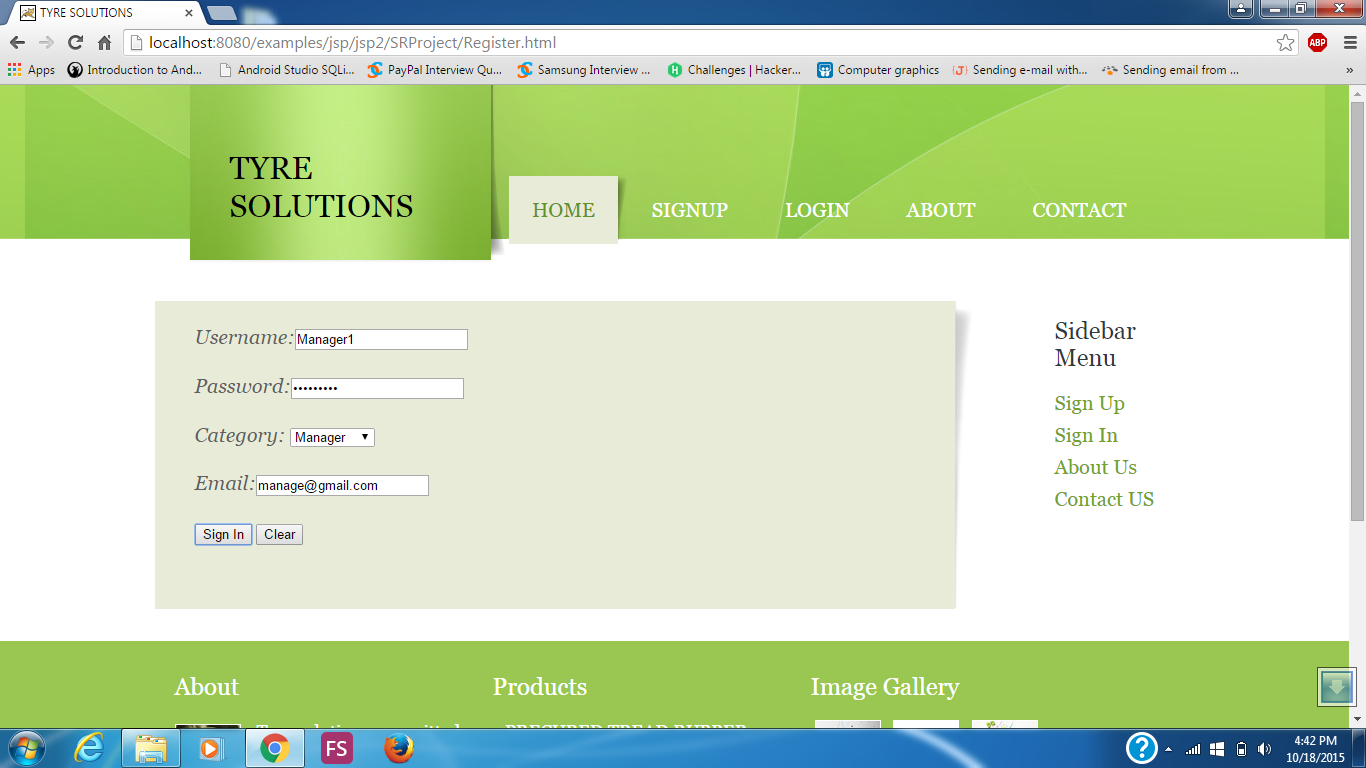 TYRE SOLUTIONS
localhost:8080/examples/jsp/jsp2/SRProject/Register.html
ABP
Apps Introduction to And... Android Studio SQLi... PayPal Interview Qu... Samsung Interview ... Challenges | Hacker... Computer graphics Sending e-mail with... Sending email from ... »
TYRE
SOLUTIONS
HOME SIGNUP LOGIN ABOUT CONTACT
Username: Manager1
Password: •••••••••
Category: Manager
Email: manage@gmail.com
Sign In Clear
Sidebar
Menu
Sign Up
Sign In
About Us
Contact US
About Products Image Gallery
PRECURED TREAD RUBBER
FS
4:42 PM
10/18/2015